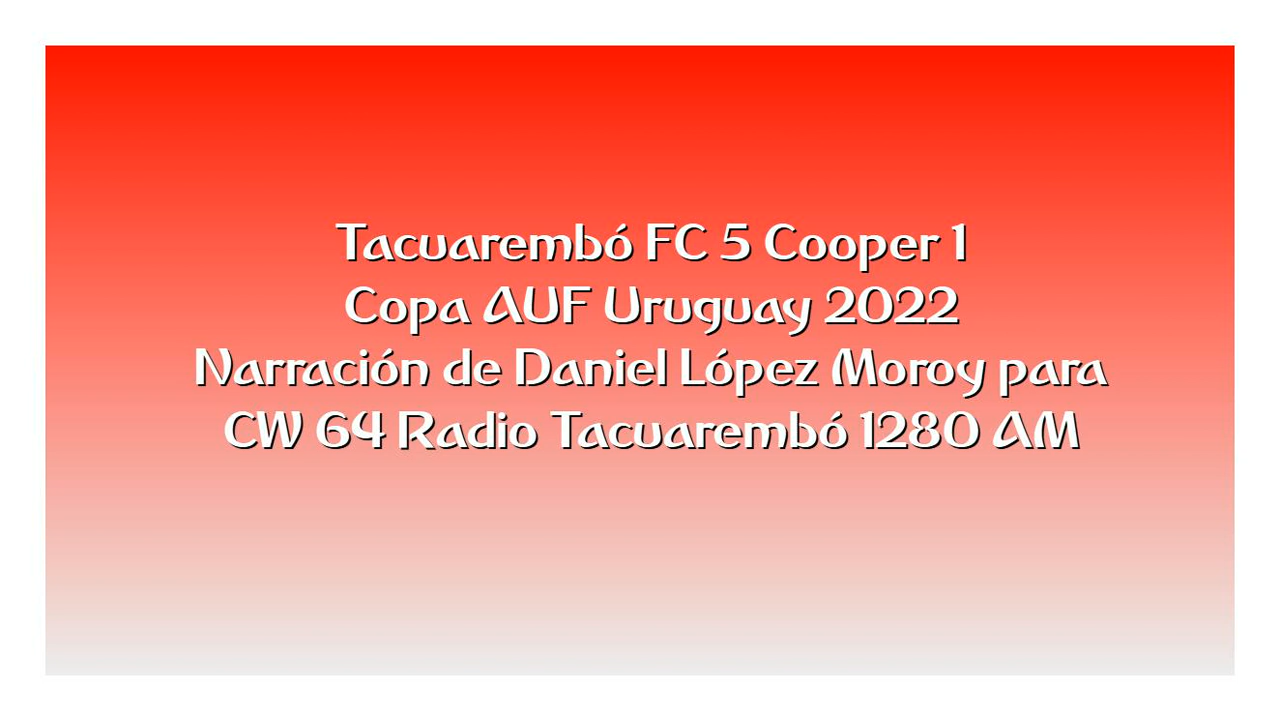 Tacuarembó FC 5 Cooper 1
Copa AUF Uruguay 2022
Narración de Daniel López Moroy para
CW 64 Radio Tacuarembó 1280 AM